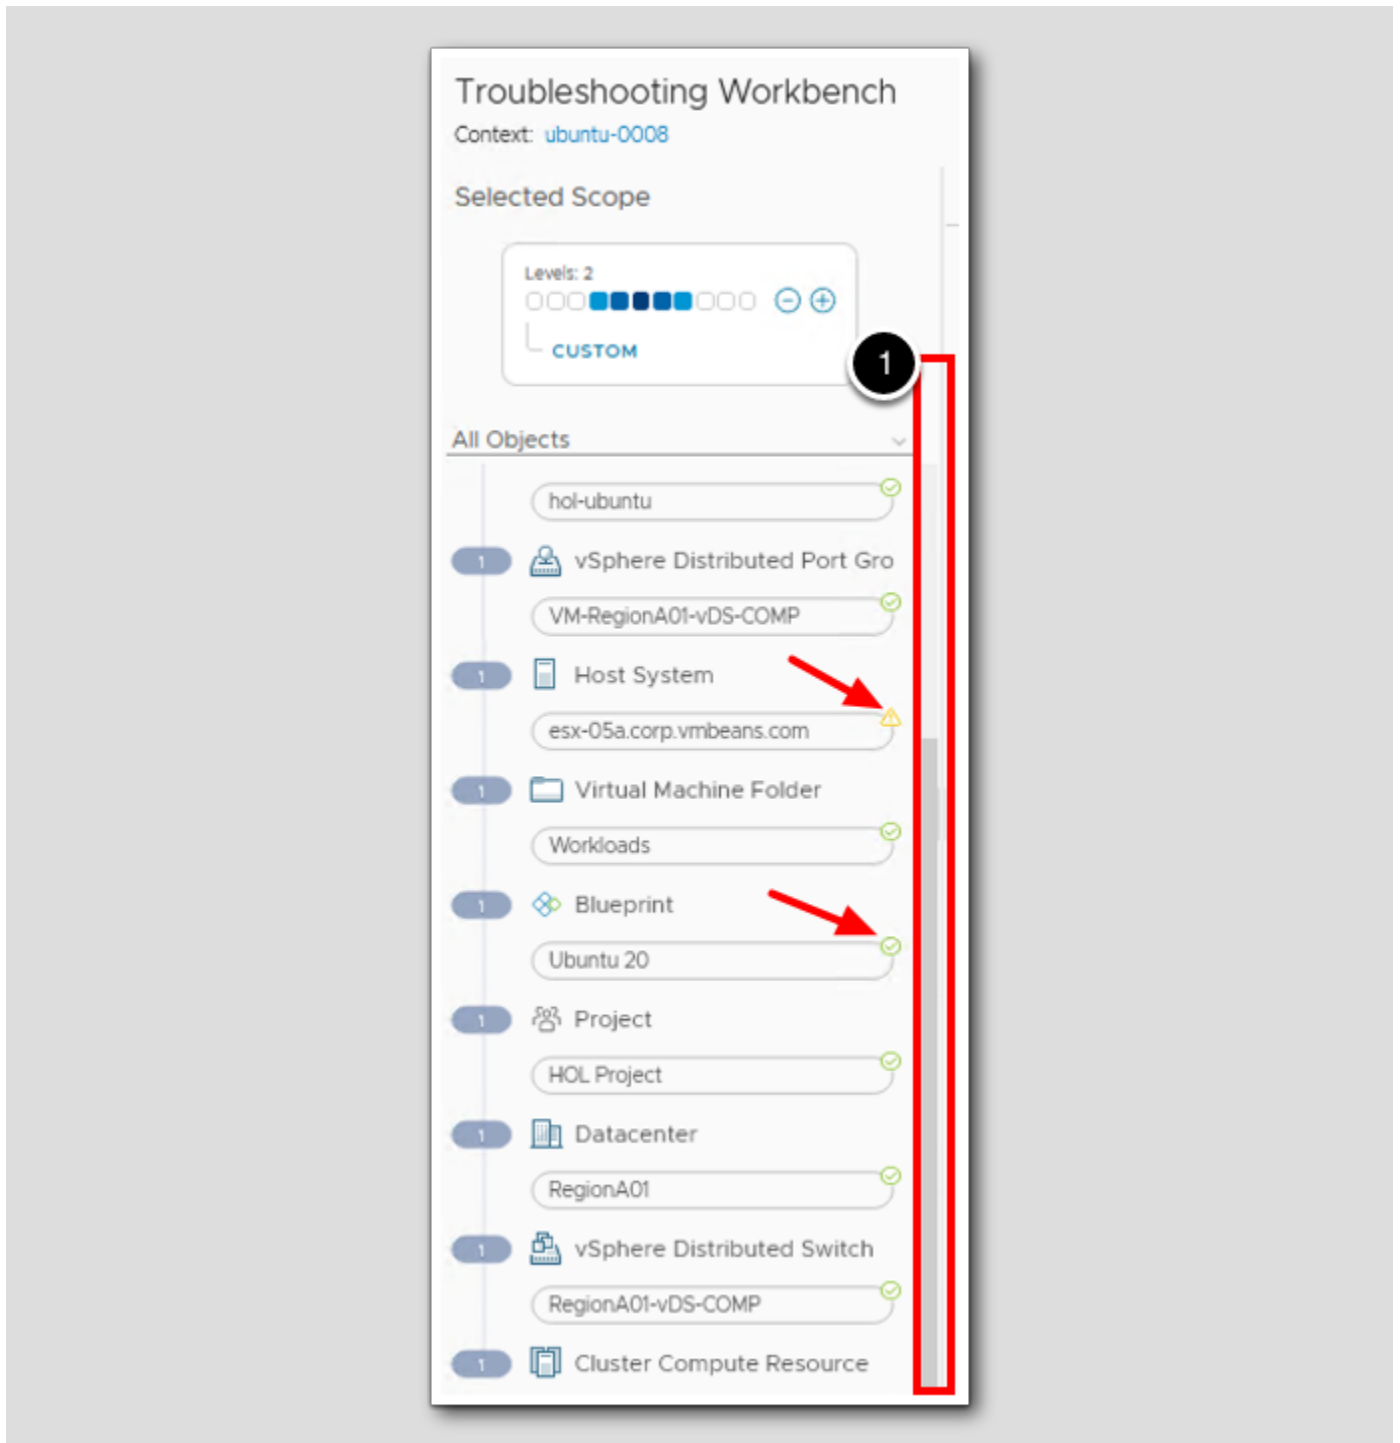 Troubleshooting Workbench
Context: ubuntu-0008
Selected Scope
Levels: 2
CUSTOM
1
All Objects
hol-ubuntu
1 vSphere Distributed Port Gro
VM-RegionA01-vDS-COMP
1 Host System
esx-05a.corp.vmbeans.com
1 Virtual Machine Folder
Workloads
1 Blueprint
Ubuntu 20
1 Project
HOL Project
1 Datacenter
RegionA01
1 vSphere Distributed Switch
RegionA01-vDS-COMP
1 Cluster Compute Resource